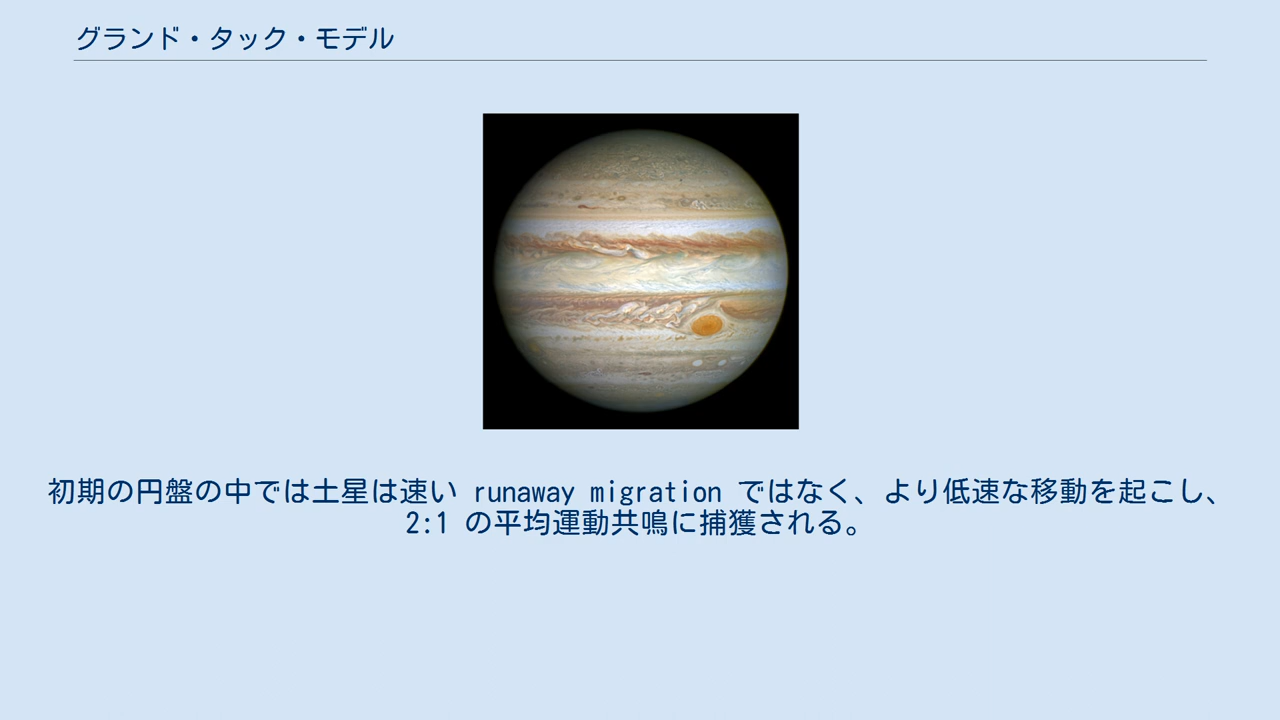 グランド・タック・モデル
初期の円盤の中では土星は速い runaway migration ではなく、より低速な移動を起こし、
2:1 の平均運動共鳴に捕獲される。